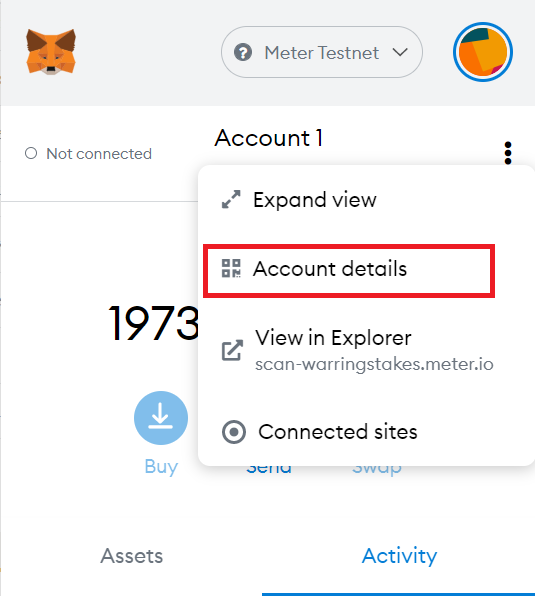 Meter Testnet
Account 1
Not connected
Expand view
Account details
1973
View in Explorer
scan-warringstakes.meter.io
Connected sites
Buy
Send
Swap
Assets
Activity